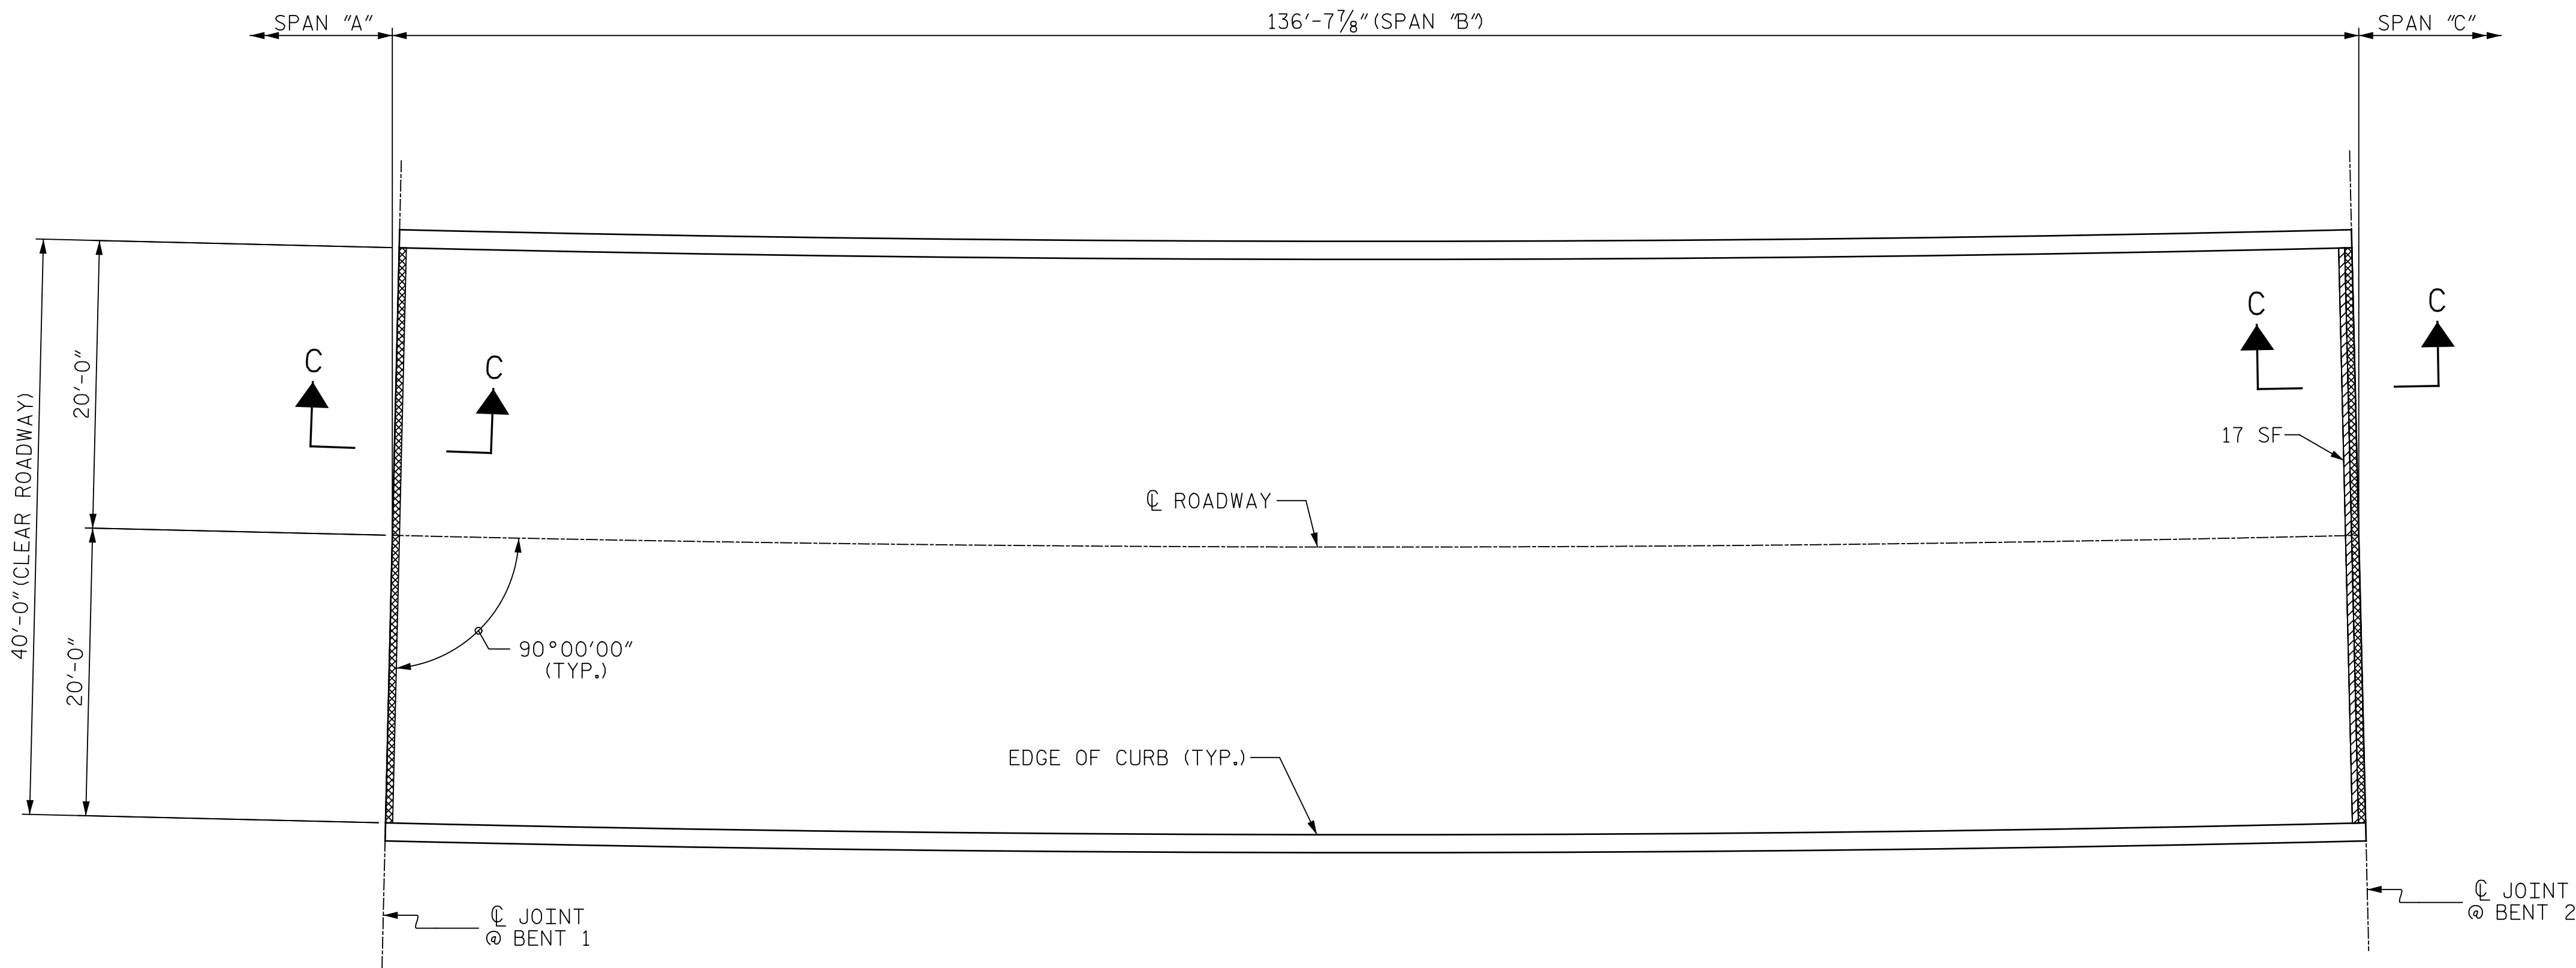 SPAN "A"
136'-7⅞" (SPAN "B")
SPAN "C"
C
C
C
C
20'-0"
40'-0" (CLEAR ROADWAY)
20'-0"
17 SF
℄ ROADWAY
90°00'00"
(TYP.)
EDGE OF CURB (TYP.)
℄ JOINT
@ BENT 1
℄ JOINT
@ BENT 2